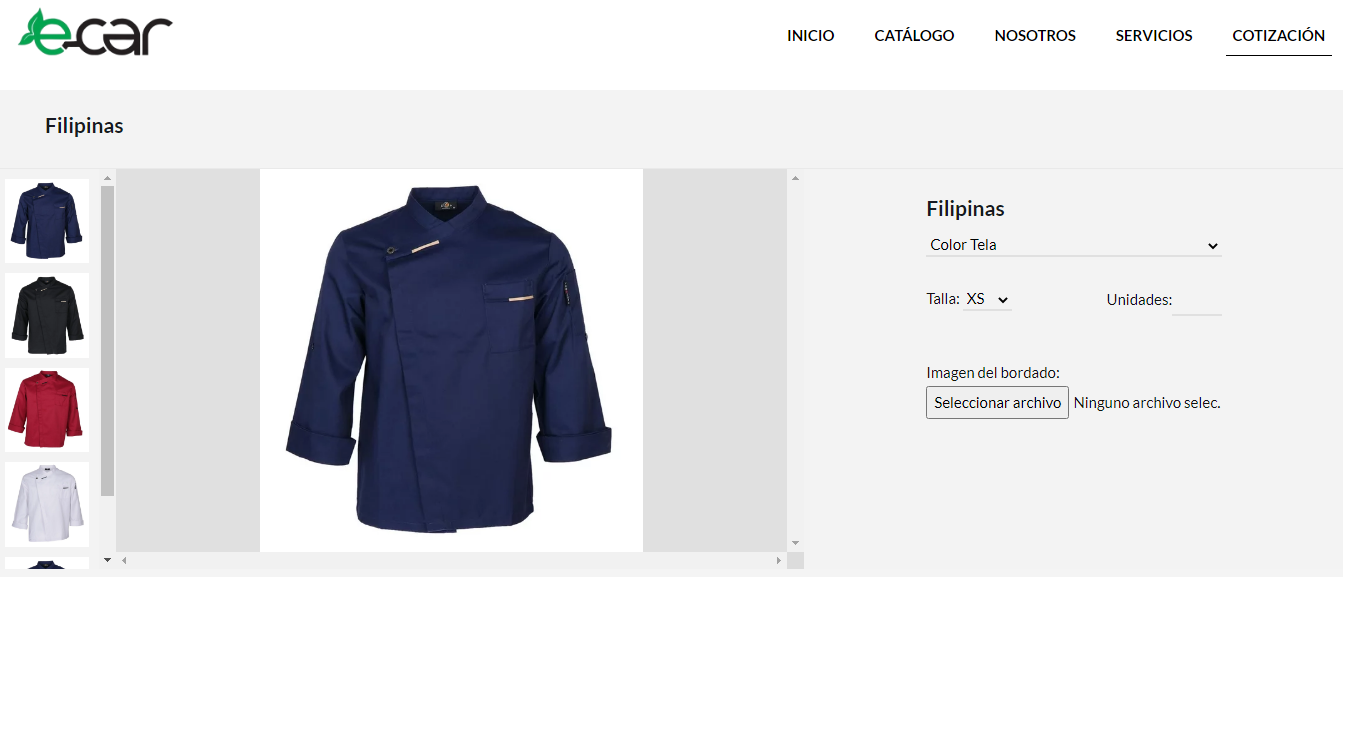 e-car
INICIO CATÁLOGO NOSOTROS SERVICIOS COTIZACIÓN
Filipinas
Filipinas
Color Tela
Talla: XS Unidades:
Imagen del bordado:
Seleccionar archivo Ninguno archivo selec.